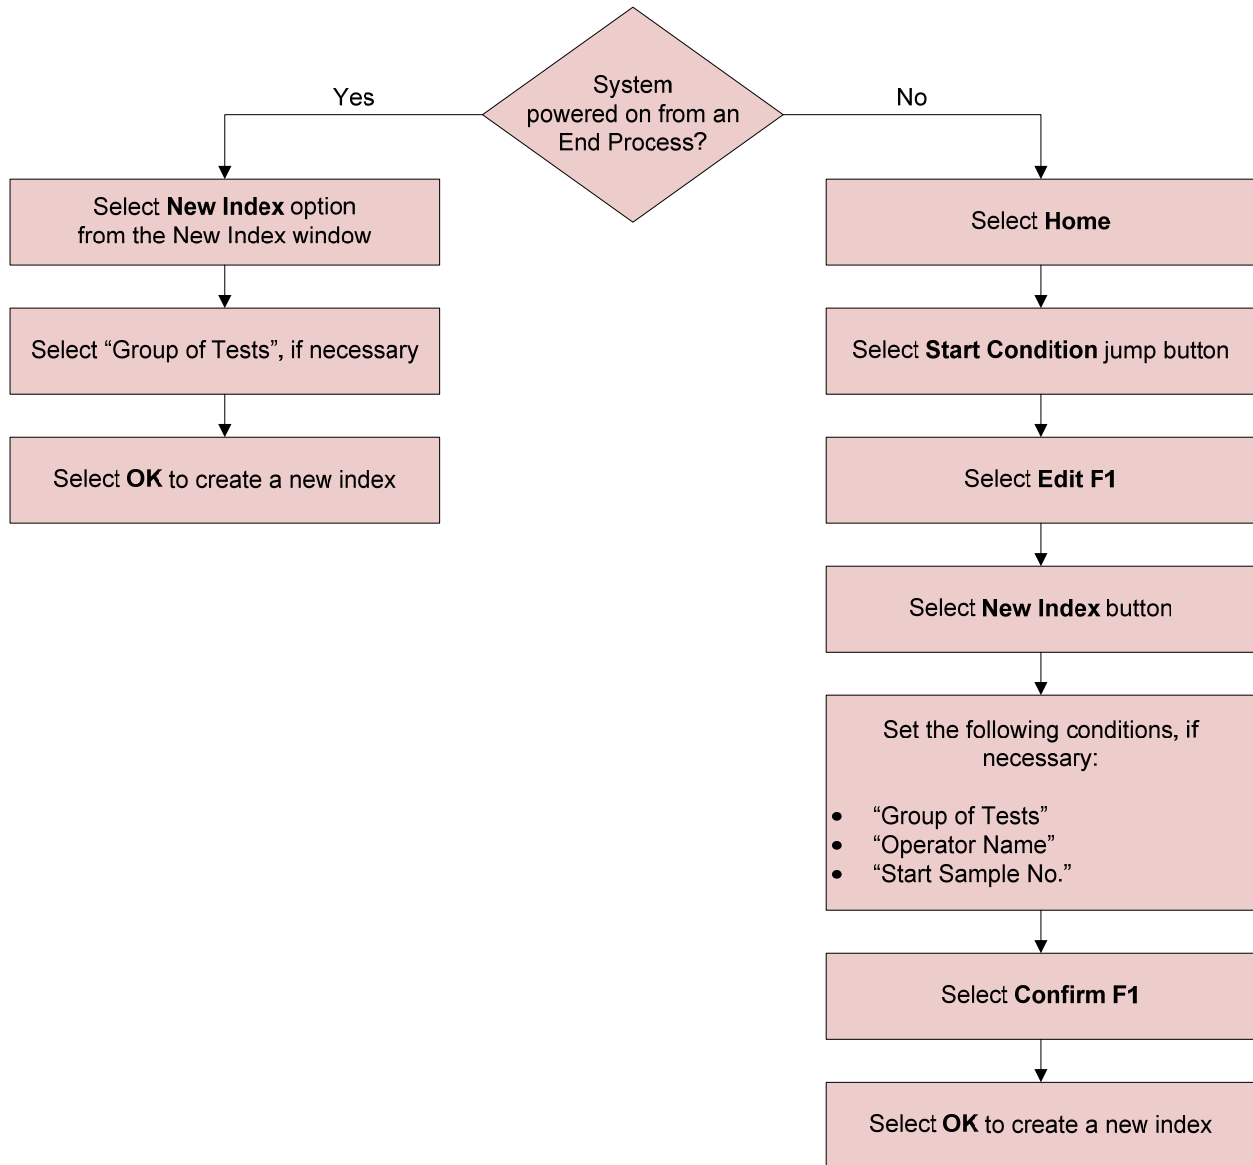 System
powered on from an
End Process?
Yes
No
Select New Index option
from the New Index window
Select “Group of Tests”, if necessary
Select OK to create a new index
Select Home
Select Start Condition jump button
Select Edit F1
Select New Index button
Set the following conditions, if
necessary:
• “Group of Tests”
• “Operator Name”
• “Start Sample No.”
Select Confirm F1
Select OK to create a new index